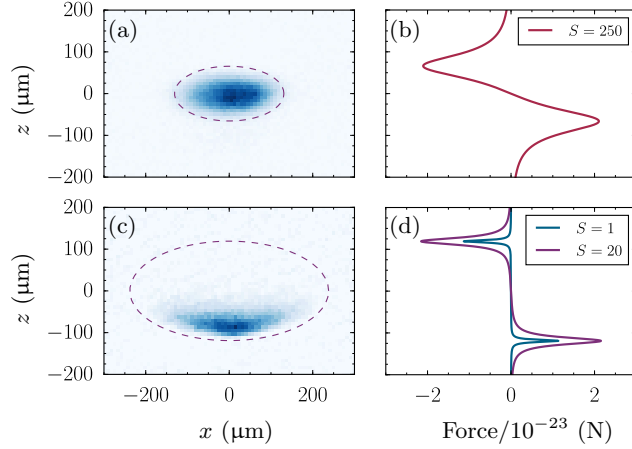 200
100
0
−100
−200
z (μm)
(a)
(b)
S = 250
200
100
0
−100
−200
z (μm)
(c)
(d)
S = 1
S = 20
−200
0
200
x (μm)
−2
0
2
Force/10⁻²³ (N)